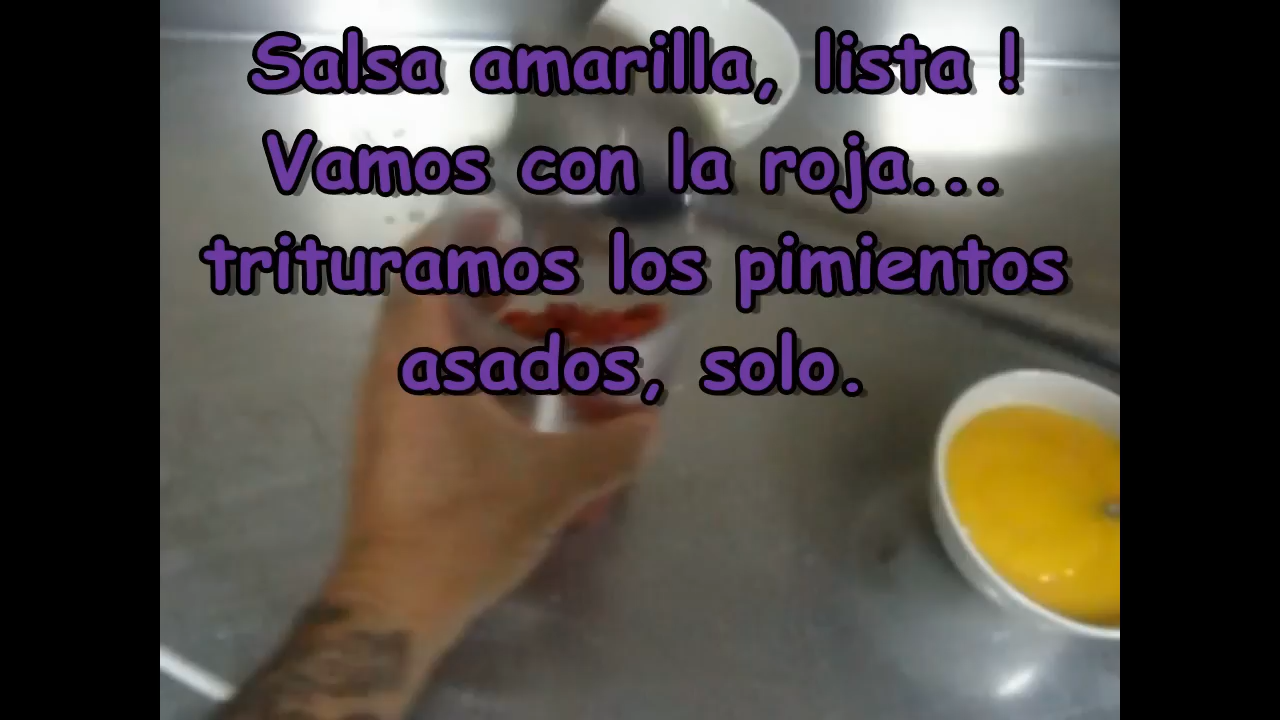 Salsa amarilla, lista !
Vamos con la roja...
trituramos los pimientos
asados, solo.